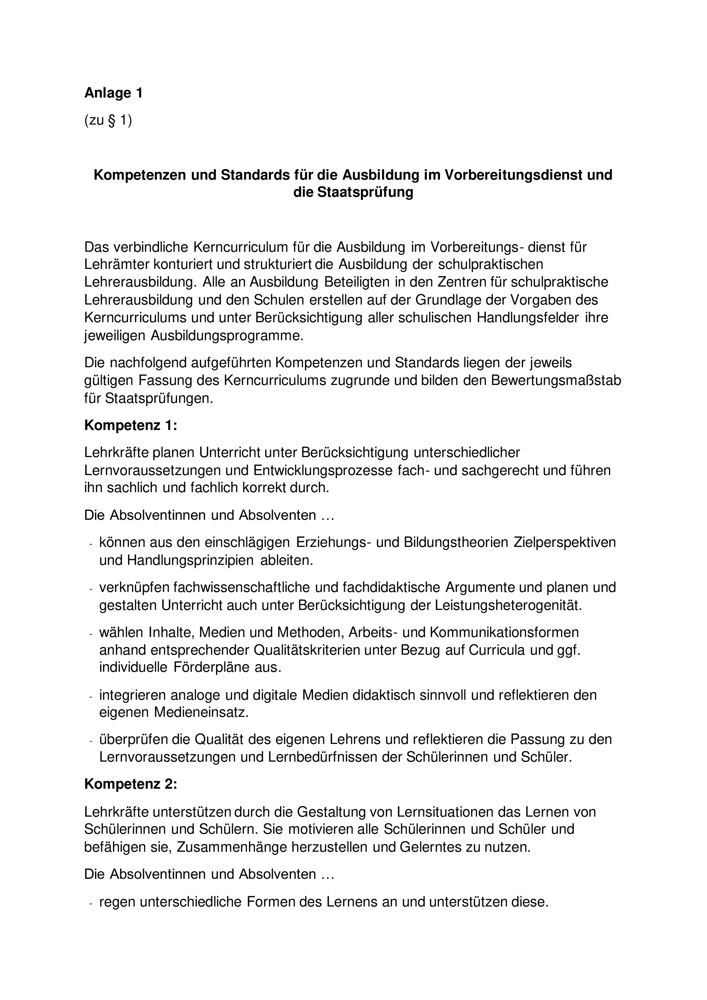 Anlage 1
(zu § 1)
Kompetenzen und Standards für die Ausbildung im Vorbereitungsdienst und
die Staatsprüfung
Das verbindliche Kerncurriculum für die Ausbildung im Vorbereitungs- dienst für
Lehrämter konturiert und strukturiert die Ausbildung der schulpraktischen
Lehrerausbildung. Alle an Ausbildung Beteiligten in den Zentren für schulpraktische
Lehrerausbildung und den Schulen erstellen auf der Grundlage der Vorgaben des
Kerncurriculums und unter Berücksichtigung aller schulischen Handlungsfelder ihre
jeweiligen Ausbildungsprogramme.
Die nachfolgend aufgeführten Kompetenzen und Standards liegen der jeweils
gültigen Fassung des Kerncurriculums zugrunde und bilden den Bewertungsmaßstab
für Staatsprüfungen.
Kompetenz 1:
Lehrkräfte planen Unterricht unter Berücksichtigung unterschiedlicher
Lernvoraussetzungen und Entwicklungsprozesse fach- und sachgerecht und führen
ihn sachlich und fachlich korrekt durch.
Die Absolventinnen und Absolventen …
- können aus den einschlägigen Erziehungs- und Bildungstheorien Zielperspektiven
und Handlungsprinzipien ableiten.
- verknüpfen fachwissenschaftliche und fachdidaktische Argumente und planen und
gestalten Unterricht auch unter Berücksichtigung der Leistungsheterogenität.
- wählen Inhalte, Medien und Methoden, Arbeits- und Kommunikationsformen
anhand entsprechender Qualitätskriterien unter Bezug auf Curricula und ggf.
individuelle Förderpläne aus.
- integrieren analoge und digitale Medien didaktisch sinnvoll und reflektieren den
eigenen Medieneinsatz.
- überprüfen die Qualität des eigenen Lehrens und reflektieren die Passung zu den
Lernvoraussetzungen und Lernbedürfnissen der Schülerinnen und Schüler.
Kompetenz 2:
Lehrkräfte unterstützen durch die Gestaltung von Lernsituationen das Lernen von
Schülerinnen und Schülern. Sie motivieren alle Schülerinnen und Schüler und
befähigen sie, Zusammenhänge herzustellen und Gelerntes zu nutzen.
Die Absolventinnen und Absolventen …
- regen unterschiedliche Formen des Lernens an und unterstützen diese.